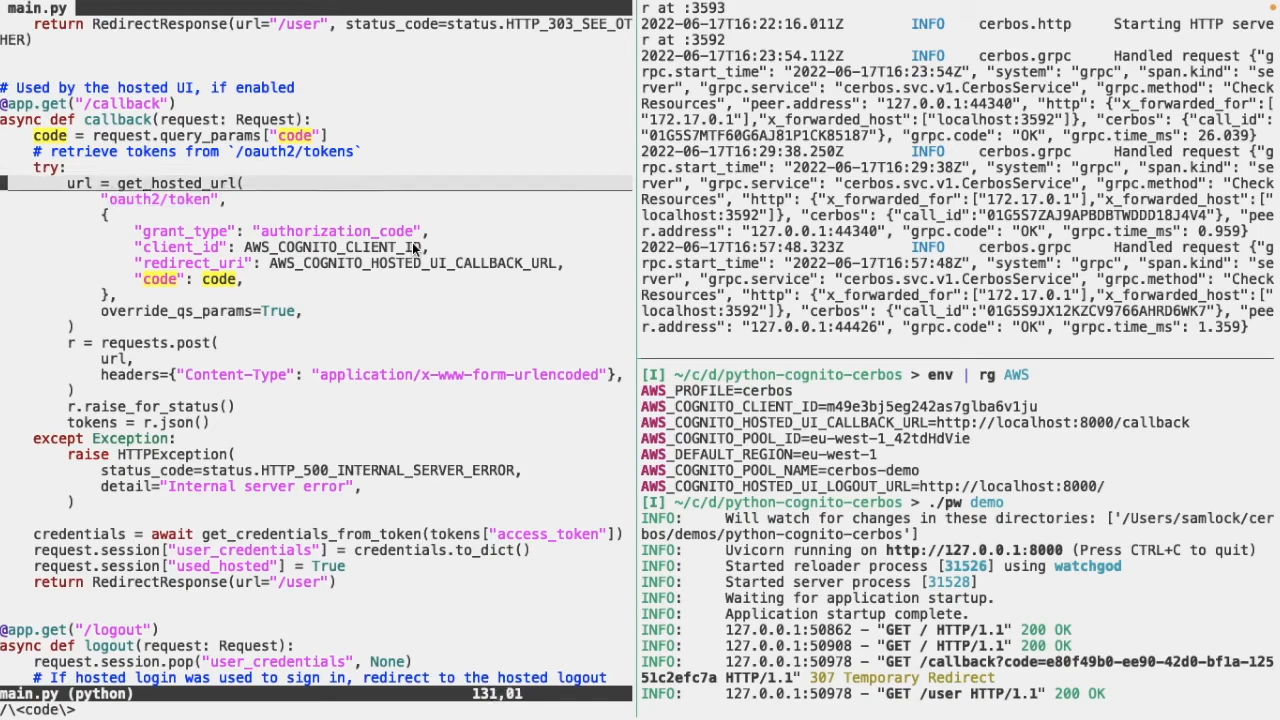 main.py
    return RedirectResponse(url="/user", status_code=status.HTTP_303_SEE_OT
HER)
# Used by the hosted UI, if enabled
@app.get("/callback")
async def callback(request: Request):
    code = request.query_params["code"]
    # retrieve tokens from `/oauth2/tokens`
    try:
        url = get_hosted_url(
            "oauth2/token",
            {
                "grant_type": "authorization_code",
                "client_id": AWS_COGNITO_CLIENT_ID,
                "redirect_uri": AWS_COGNITO_HOSTED_UI_CALLBACK_URL,
                "code": code,
            },
            override_qs_params=True,
        )
        r = requests.post(
            url,
            headers={"Content-Type": "application/x-www-form-urlencoded"},
        )
        r.raise_for_status()
        tokens = r.json()
    except Exception:
        raise HTTPException(
            status_code=status.HTTP_500_INTERNAL_SERVER_ERROR,
            detail="Internal server error",
        )
    credentials = await get_credentials_from_token(tokens["access_token"])
    request.session["user_credentials"] = credentials.to_dict()
    request.session["used_hosted"] = True
    return RedirectResponse(url="/user")
@app.get("/logout")
async def logout(request: Request):
    request.session.pop("user_credentials", None)
    # If hosted login was used to sign in, redirect to the hosted logout
main.py (python) 131,01
/\<code\>
r at :3593
2022-06-17T16:22:16.011Z INFO cerbos.http Starting HTTP serve
r at :3592
2022-06-17T16:23:54.112Z INFO cerbos.grpc Handled request {"g
rpc.start_time": "2022-06-17T16:23:54Z", "system": "grpc", "span.kind": "se
rver", "grpc.service": "cerbos.svc.v1.CerbosService", "grpc.method": "Check
Resources", "peer.address": "127.0.0.1:44340", "http": {"x_forwarded_for":[
"172.17.0.1"],"x_forwarded_host":["localhost:3592"]}, "cerbos": {"call_id":
"01G5S7MTF60G6AJ81P1CK85187"}, "grpc.code": "OK", "grpc.time_ms": 26.039}
2022-06-17T16:29:38.250Z INFO cerbos.grpc Handled request {"g
rpc.start_time": "2022-06-17T16:29:38Z", "system": "grpc", "span.kind": "se
rver", "grpc.service": "cerbos.svc.v1.CerbosService", "grpc.method": "Check
Resources", "http": {"x_forwarded_for":["172.17.0.1"],"x_forwarded_host":["
localhost:3592"]}, "cerbos": {"call_id":"01G5S7ZAJ9APBDBTWDDD18J4V4"}, "pee
r.address": "127.0.0.1:44340", "grpc.code": "OK", "grpc.time_ms": 0.959}
2022-06-17T16:57:48.323Z INFO cerbos.grpc Handled request {"g
rpc.start_time": "2022-06-17T16:57:48Z", "system": "grpc", "span.kind": "se
rver", "grpc.service": "cerbos.svc.v1.CerbosService", "grpc.method": "Check
Resources", "http": {"x_forwarded_for":["172.17.0.1"],"x_forwarded_host":["
localhost:3592"]}, "cerbos": {"call_id":"01G5S9JX12KZCV9766AHRD6WK7"}, "pee
r.address": "127.0.0.1:44426", "grpc.code": "OK", "grpc.time_ms": 1.359}
[I] ~/c/d/python-cognito-cerbos > env | rg AWS
AWS_PROFILE=cerbos
AWS_COGNITO_CLIENT_ID=m49e3bj5eg242as7glba6v1ju
AWS_COGNITO_HOSTED_UI_CALLBACK_URL=http://localhost:8000/callback
AWS_COGNITO_POOL_ID=eu-west-1_42tdHdVie
AWS_DEFAULT_REGION=eu-west-1
AWS_COGNITO_POOL_NAME=cerbos-demo
AWS_COGNITO_HOSTED_UI_LOGOUT_URL=http://localhost:8000/
[I] ~/c/d/python-cognito-cerbos > ./pw demo
INFO: Will watch for changes in these directories: ['/Users/samlock/cer
bos/demos/python-cognito-cerbos']
INFO: Uvicorn running on http://127.0.0.1:8000 (Press CTRL+C to quit)
INFO: Started reloader process [31526] using watchgod
INFO: Started server process [31528]
INFO: Waiting for application startup.
INFO: Application startup complete.
INFO: 127.0.0.1:50862 – "GET / HTTP/1.1" 200 OK
INFO: 127.0.0.1:50908 – "GET / HTTP/1.1" 200 OK
INFO: 127.0.0.1:50978 – "GET /callback?code=e80f49b0-ee90-42d0-bf1a-125
51c2efc7a HTTP/1.1" 307 Temporary Redirect
INFO: 127.0.0.1:50978 – "GET /user HTTP/1.1" 200 OK